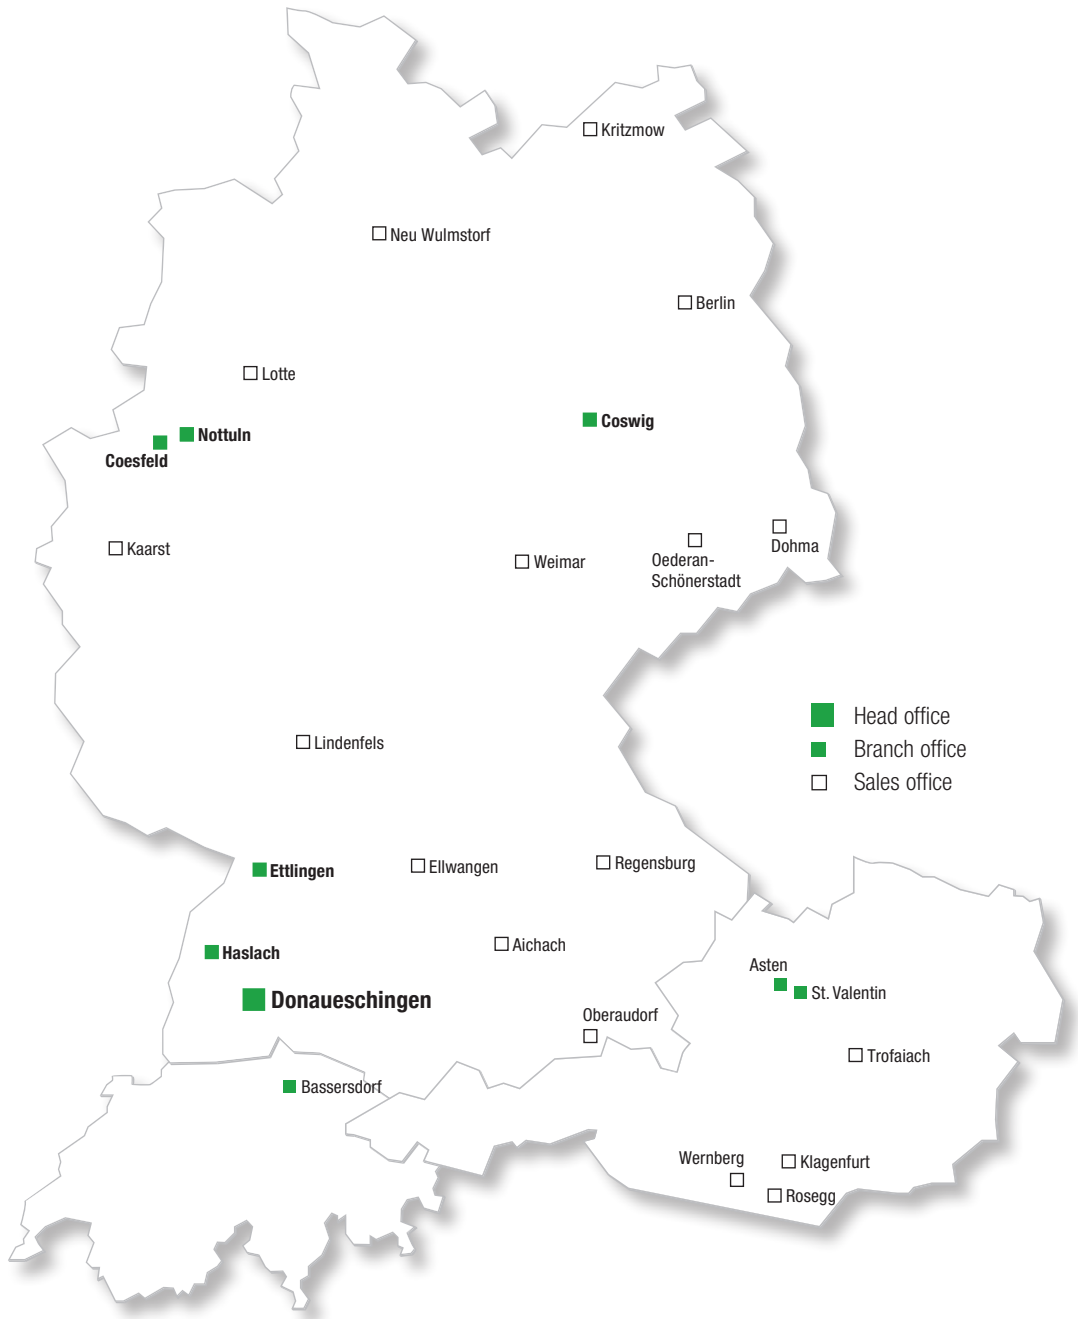 Kritzmow
Neu Wulmstorf
Berlin
Lotte
Coswig
Nottuln
Coesfeld
Kaarst
Weimar
Oederan-
Schönerstadt
Dohma
Head office
Branch office
Sales office
Lindenfels
Ettlingen
Ellwangen
Regensburg
Haslach
Aichach
Asten
St. Valentin
Donaueschingen
Oberaudorf
Trofaiach
Bassersdorf
Wernberg
Klagenfurt
Rosegg